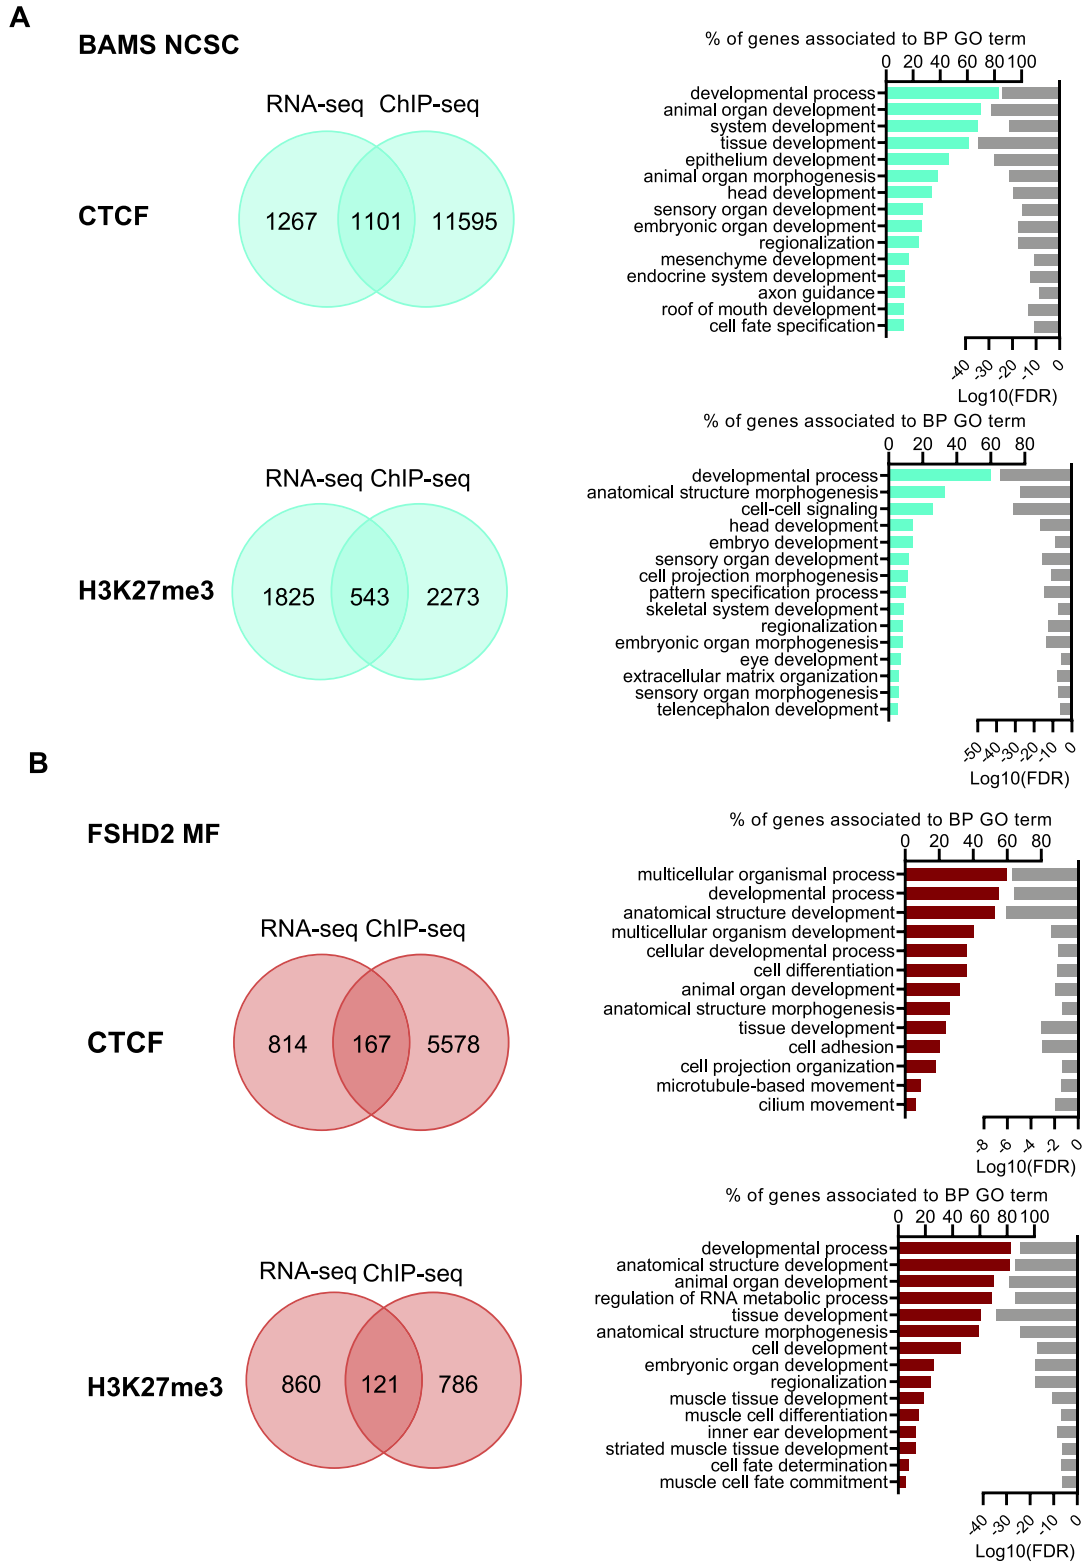 A
BAMS NCSC
RNA-seq ChIP-seq
CTCF
1267 1101 11595
% of genes associated to BP GO term
0 20 40 60 80 100
developmental process
animal organ development
system development
tissue development
epithelium development
animal organ morphogenesis
head development
sensory organ development
embryonic organ development
regionalization
mesenchyme development
endocrine system development
axon guidance
roof of mouth development
cell fate specification
-40 -30 -20 -10 0
Log10(FDR)
RNA-seq ChIP-seq
H3K27me3
1825 543 2273
% of genes associated to BP GO term
0 20 40 60 80
developmental process
anatomical structure morphogenesis
cell-cell signaling
head development
embryo development
sensory organ development
cell projection morphogenesis
pattern specification process
skeletal system development
regionalization
embryonic organ morphogenesis
eye development
extracellular matrix organization
sensory organ morphogenesis
telencephalon development
-50 -40 -30 -20 -10 0
Log10(FDR)
B
FSHD2 MF
RNA-seq ChIP-seq
CTCF
814 167 5578
% of genes associated to BP GO term
0 20 40 60 80
multicellular organismal process
developmental process
anatomical structure development
multicellular organism development
cellular developmental process
cell differentiation
animal organ development
anatomical structure morphogenesis
tissue development
cell adhesion
cell projection organization
microtubule-based movement
cilium movement
-8 -6 -4 -2 0
Log10(FDR)
RNA-seq ChIP-seq
H3K27me3
860 121 786
% of genes associated to BP GO term
0 20 40 60 80 100
developmental process
anatomical structure development
animal organ development
regulation of RNA metabolic process
tissue development
anatomical structure morphogenesis
cell development
embryonic organ development
regionalization
muscle tissue development
muscle cell differentiation
inner ear development
striated muscle tissue development
cell fate determination
muscle cell fate commitment
-40 -30 -20 -10 0
Log10(FDR)